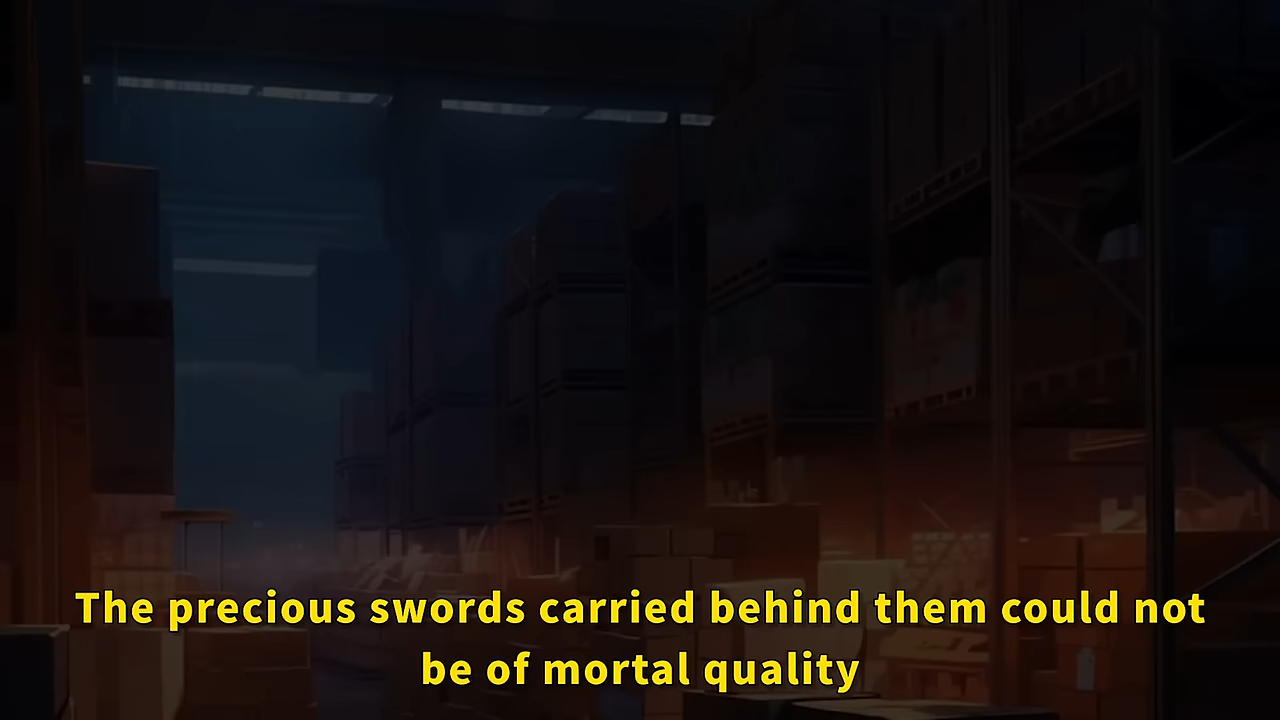 The precious swords carried behind them could not
be of mortal quality